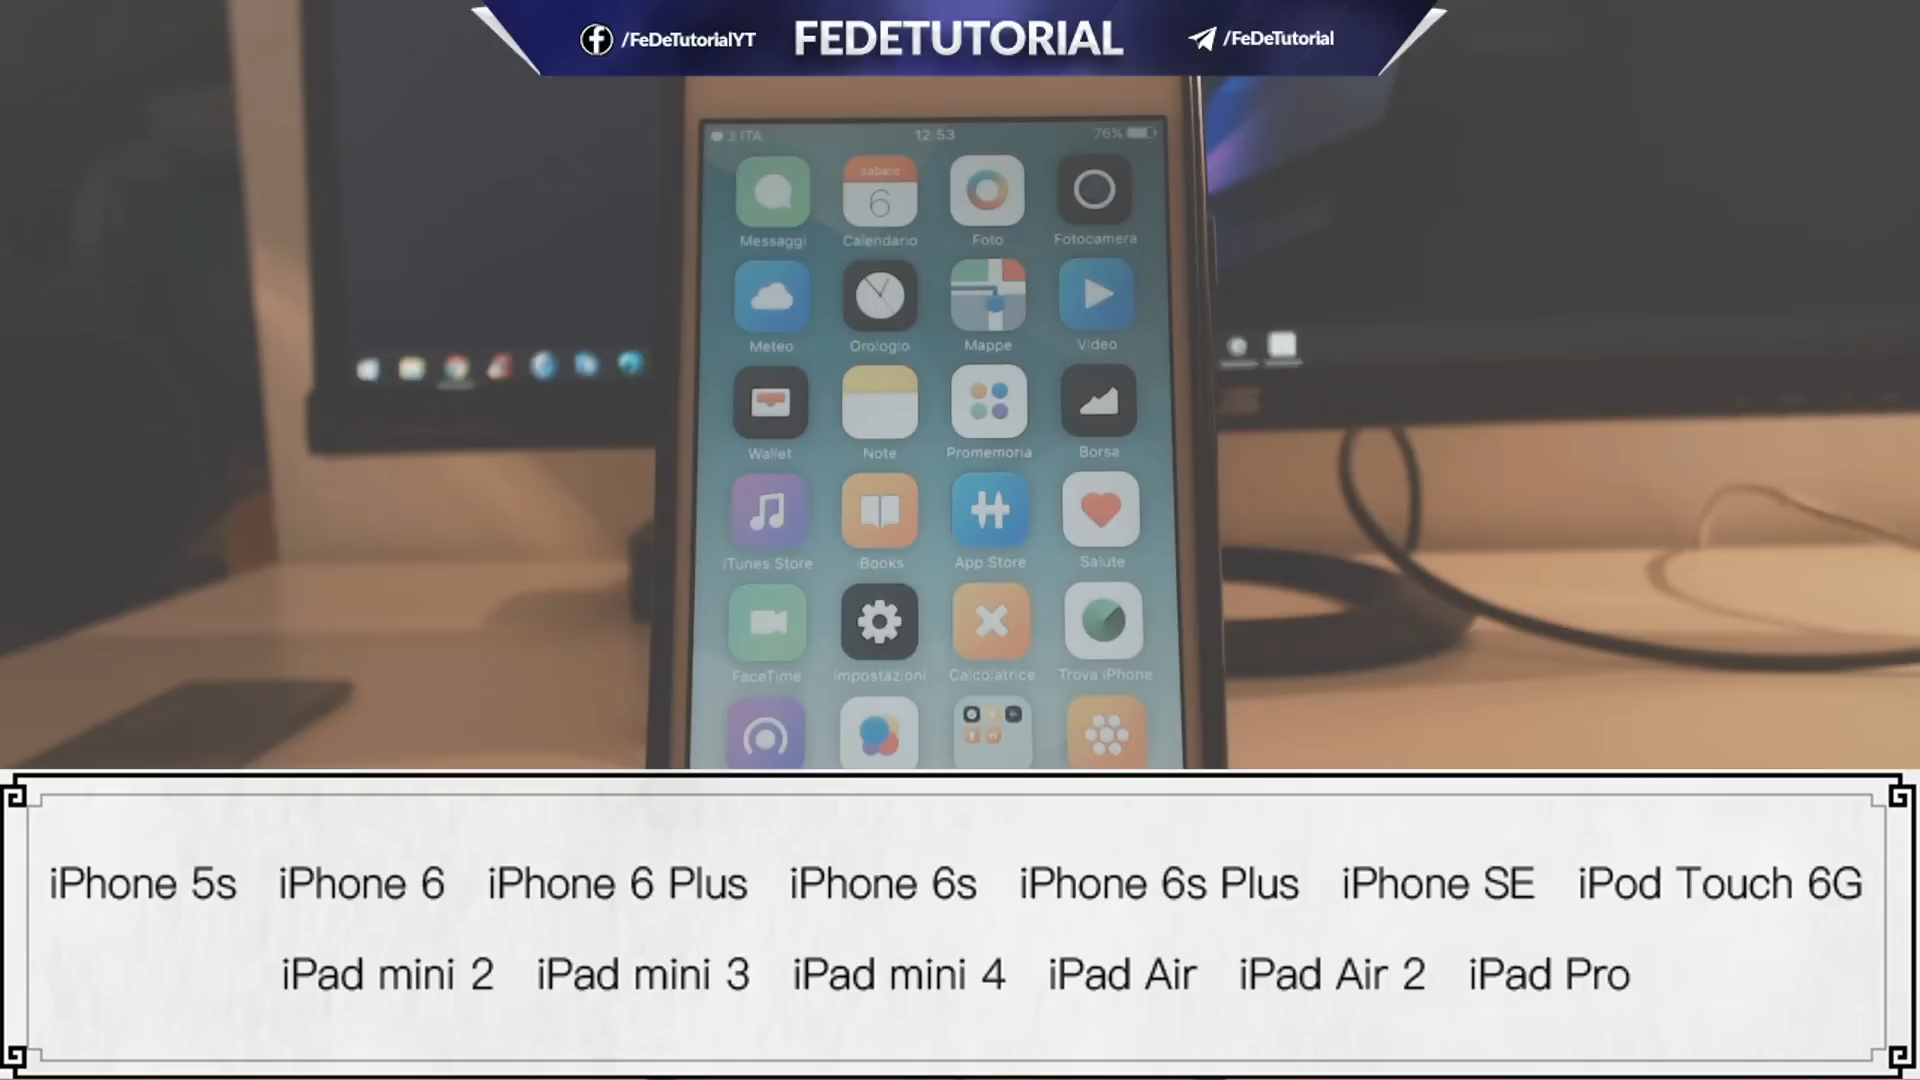 /FeDeTutorialYT FEDETUTORIAL /FeDeTutorial
3 ITA 12:53 76%
sabato
6
Messaggi Calendario Foto Fotocamera
Meteo Orologio Mappe Video
Wallet Note Promemoria Borsa
iTunes Store Books App Store Salute
FaceTime Impostazioni Calcolatrice Trova iPhone
iPhone 5s iPhone 6 iPhone 6 Plus iPhone 6s iPhone 6s Plus iPhone SE iPod Touch 6G
iPad mini 2 iPad mini 3 iPad mini 4 iPad Air iPad Air 2 iPad Pro